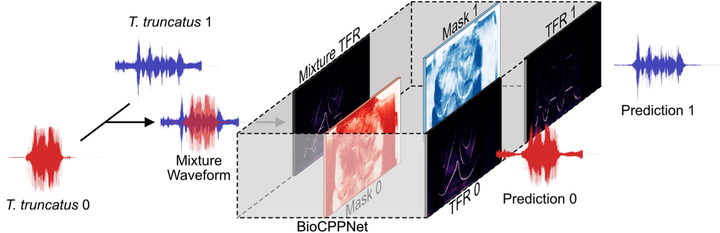 T. truncatus 1
Mixture
Waveform
T. truncatus 0
Mixture TFR
Mask 1
TFR 1
Mask 0
TFR 0
BioCPPNet
Prediction 1
Prediction 0